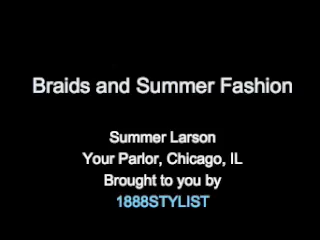 Braids and Summer Fashion
Summer Larson
Your Parlor, Chicago, IL
Brought to you by
1888STYLIST